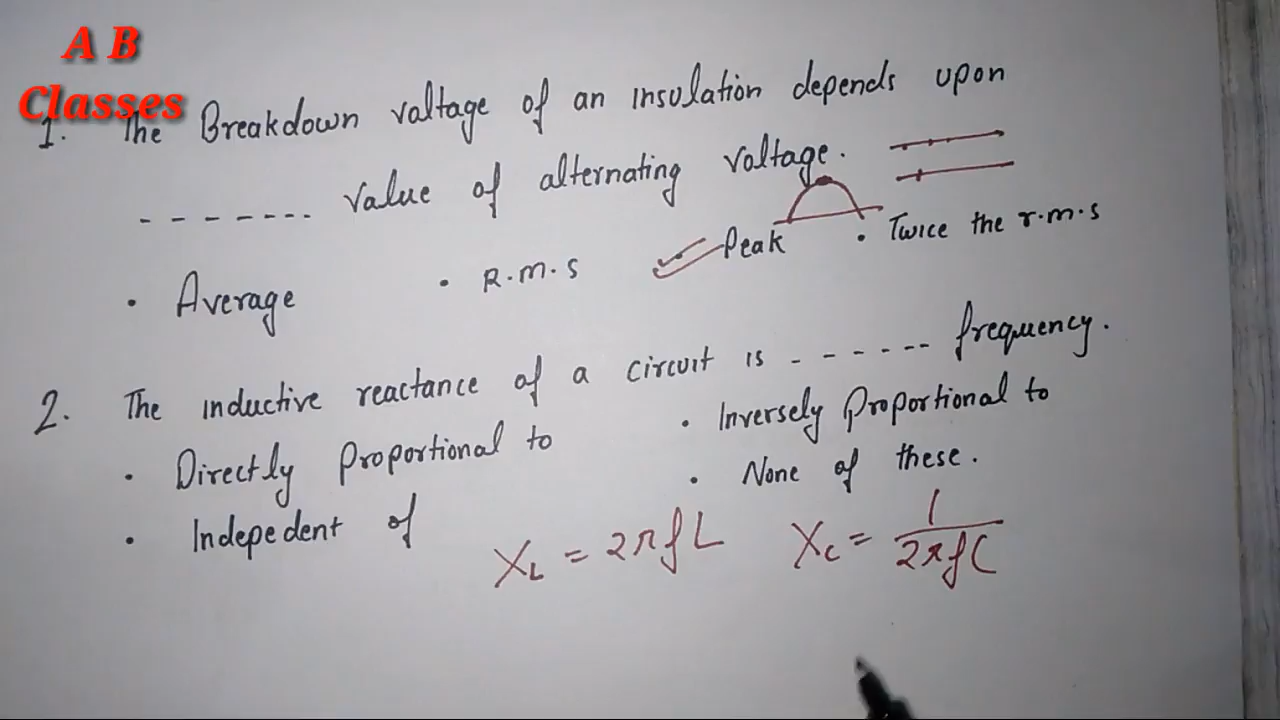 A B
Classes
1. The Breakdown voltage of an insulation depends upon
------- value of alternating voltage.
• Average • R.m.s Peak • Twice the r.m.s
2. The inductive reactance of a circuit is ------- frequency.
• Directly proportional to • Inversely proportional to
• Indepedent of • None of these.
X_L = 2πfL X_C = 1/2πfC